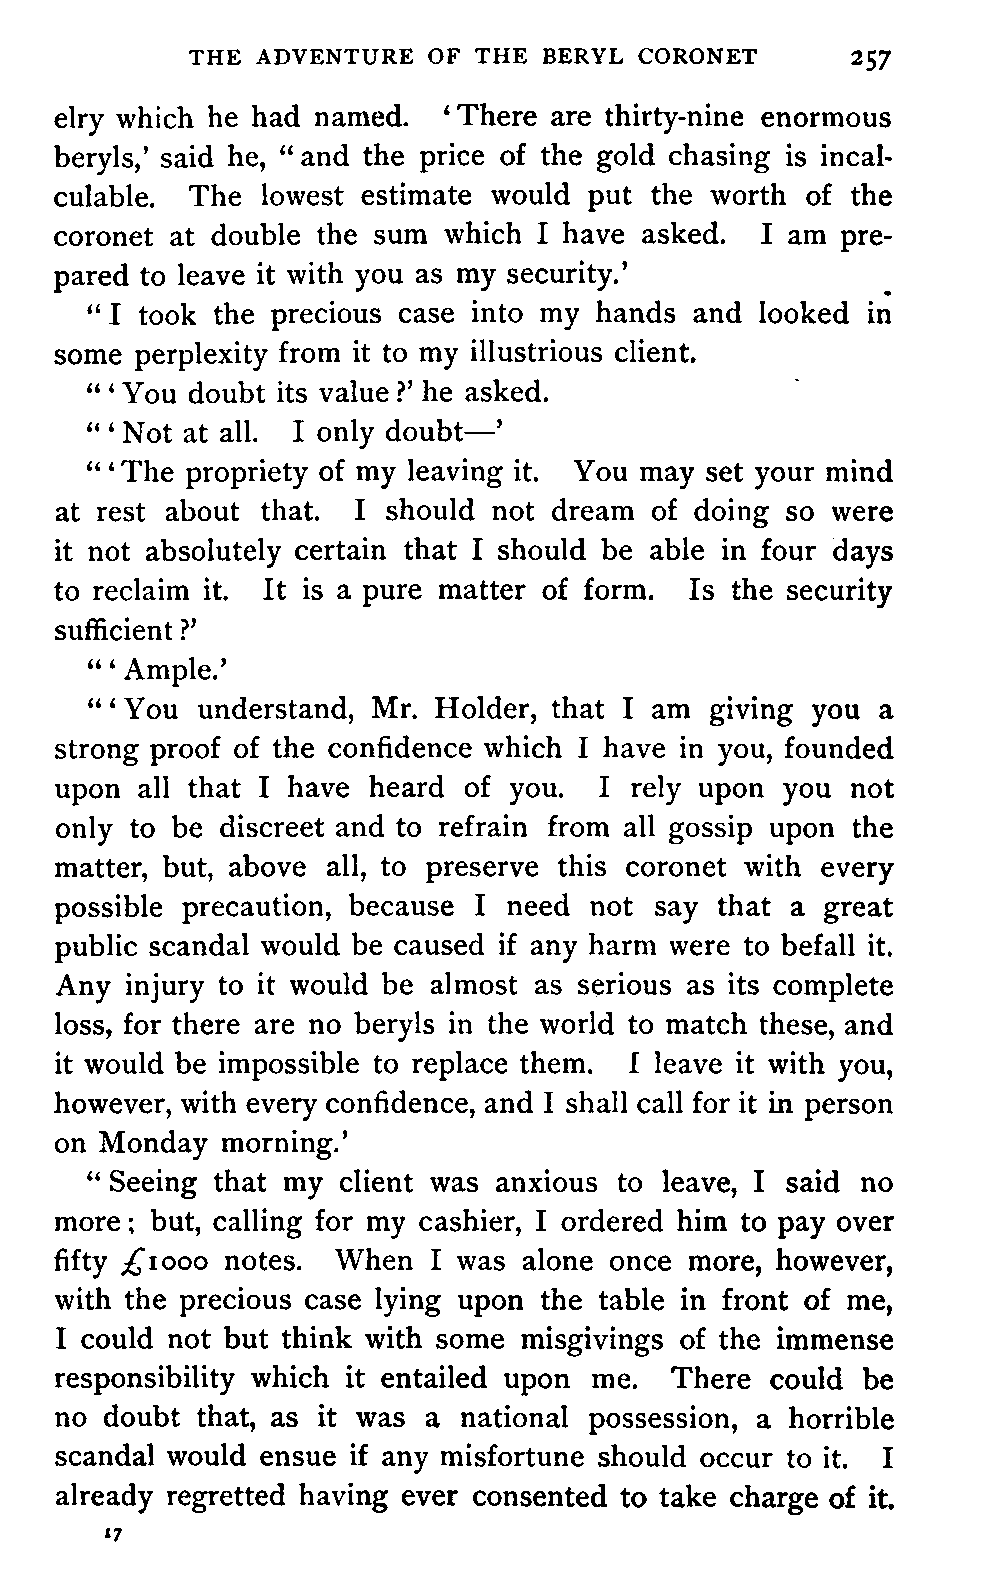 THE ADVENTURE OF THE BERYL CORONET 257
elry which he had named. ‘There are thirty-nine enormous
beryls,’ said he, “and the price of the gold chasing is incal-
culable. The lowest estimate would put the worth of the
coronet at double the sum which I have asked. I am pre-
pared to leave it with you as my security.’
“I took the precious case into my hands and looked in
some perplexity from it to my illustrious client.
“‘You doubt its value?’ he asked.
“‘Not at all. I only doubt—’
“‘The propriety of my leaving it. You may set your mind
at rest about that. I should not dream of doing so were
it not absolutely certain that I should be able in four days
to reclaim it. It is a pure matter of form. Is the security
sufficient?’
“‘Ample.’
“‘You understand, Mr. Holder, that I am giving you a
strong proof of the confidence which I have in you, founded
upon all that I have heard of you. I rely upon you not
only to be discreet and to refrain from all gossip upon the
matter, but, above all, to preserve this coronet with every
possible precaution, because I need not say that a great
public scandal would be caused if any harm were to befall it.
Any injury to it would be almost as serious as its complete
loss, for there are no beryls in the world to match these, and
it would be impossible to replace them. I leave it with you,
however, with every confidence, and I shall call for it in person
on Monday morning.’
“Seeing that my client was anxious to leave, I said no
more; but, calling for my cashier, I ordered him to pay over
fifty £1000 notes. When I was alone once more, however,
with the precious case lying upon the table in front of me,
I could not but think with some misgivings of the immense
responsibility which it entailed upon me. There could be
no doubt that, as it was a national possession, a horrible
scandal would ensue if any misfortune should occur to it. I
already regretted having ever consented to take charge of it.
17